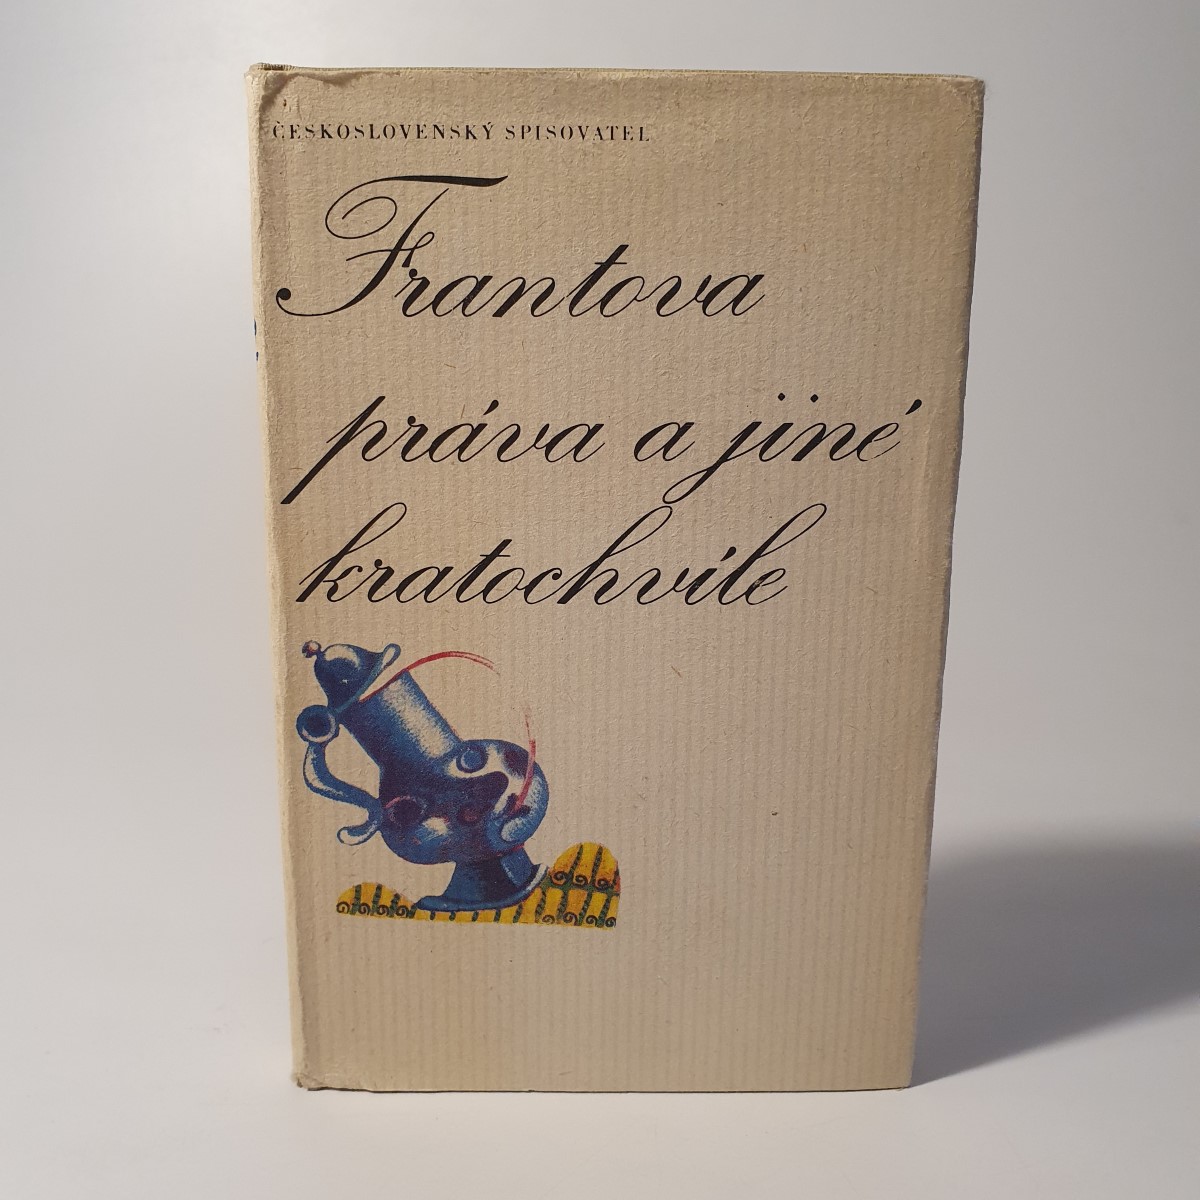 ČESKOSLOVENSKÝ SPISOVATEL
Frantova
práva a jiné
kratochvíle